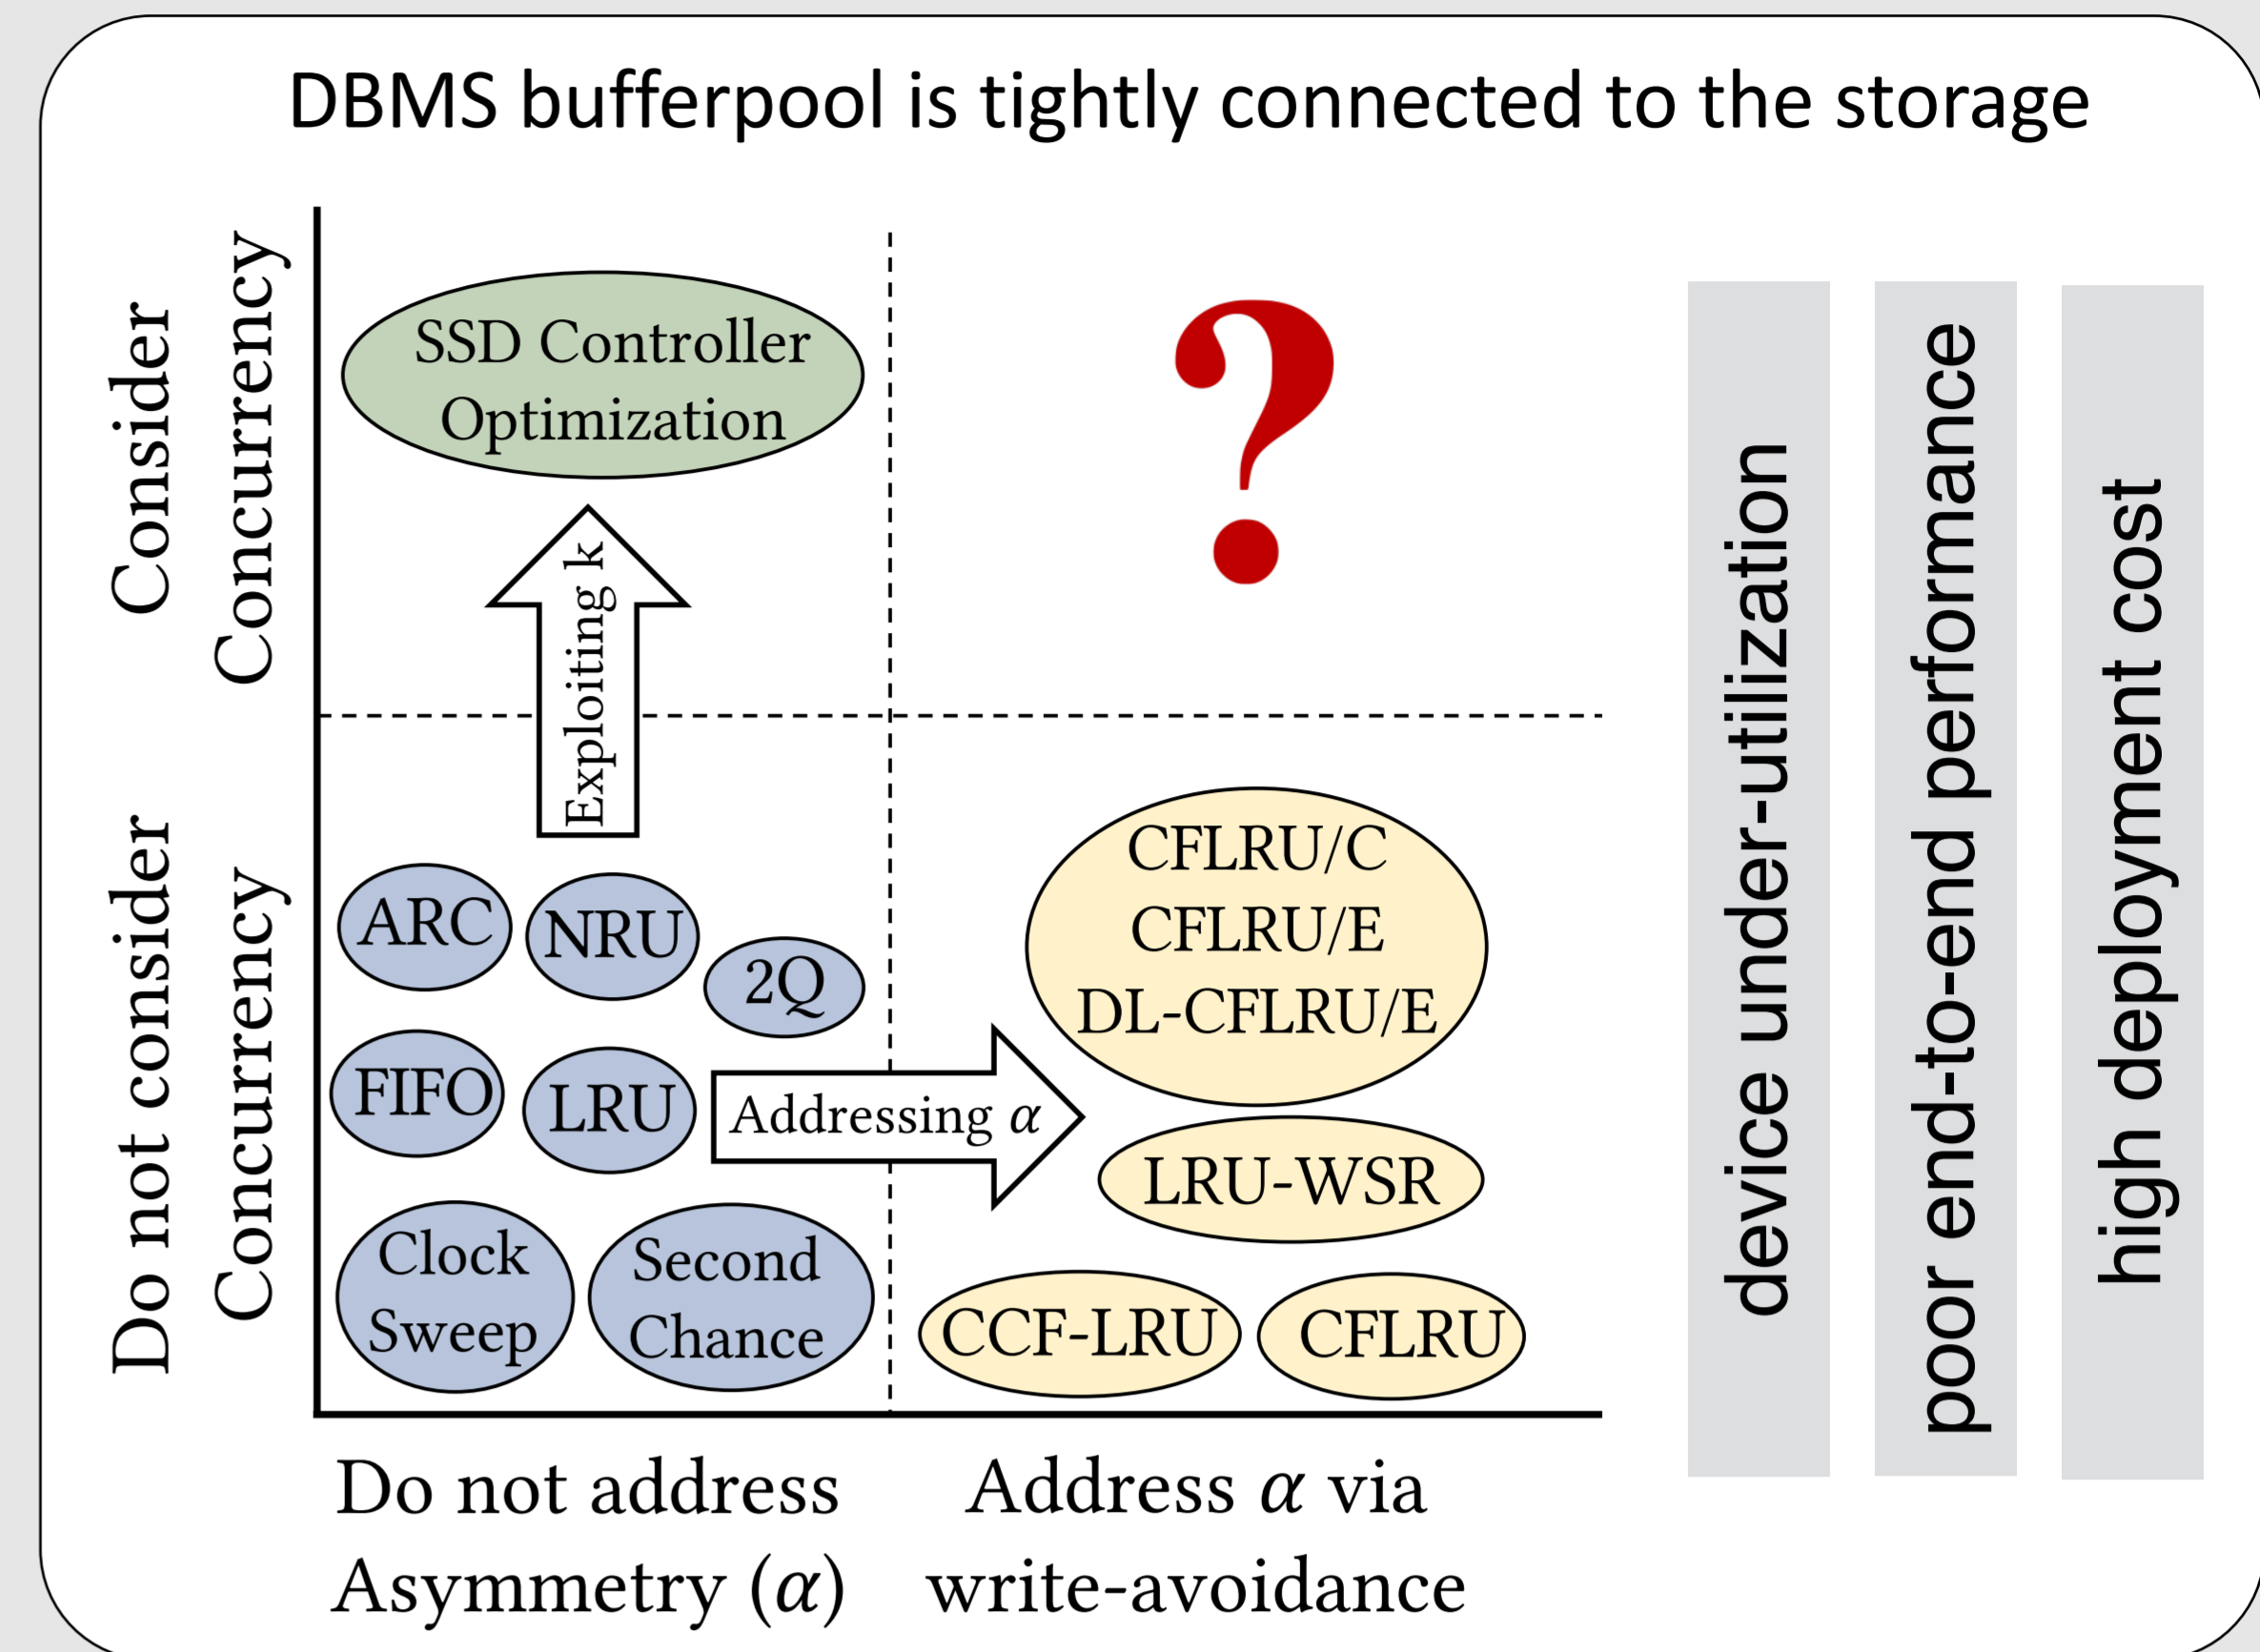 DBMS bufferpool is tightly connected to the storage
Consider
Concurrency
Do not consider
Concurrency
SSD Controller
Optimization
?
Exploiting k
ARC
NRU
2Q
FIFO
LRU
Addressing α
Clock
Sweep
Second
Chance
CFLRU/C
CFLRU/E
DL-CFLRU/E
LRU-WSR
CCF-LRU
CFLRU
Do not address
Asymmetry (α)
Address α via
write-avoidance
device under-utilization
poor end-to-end performance
high deployment cost